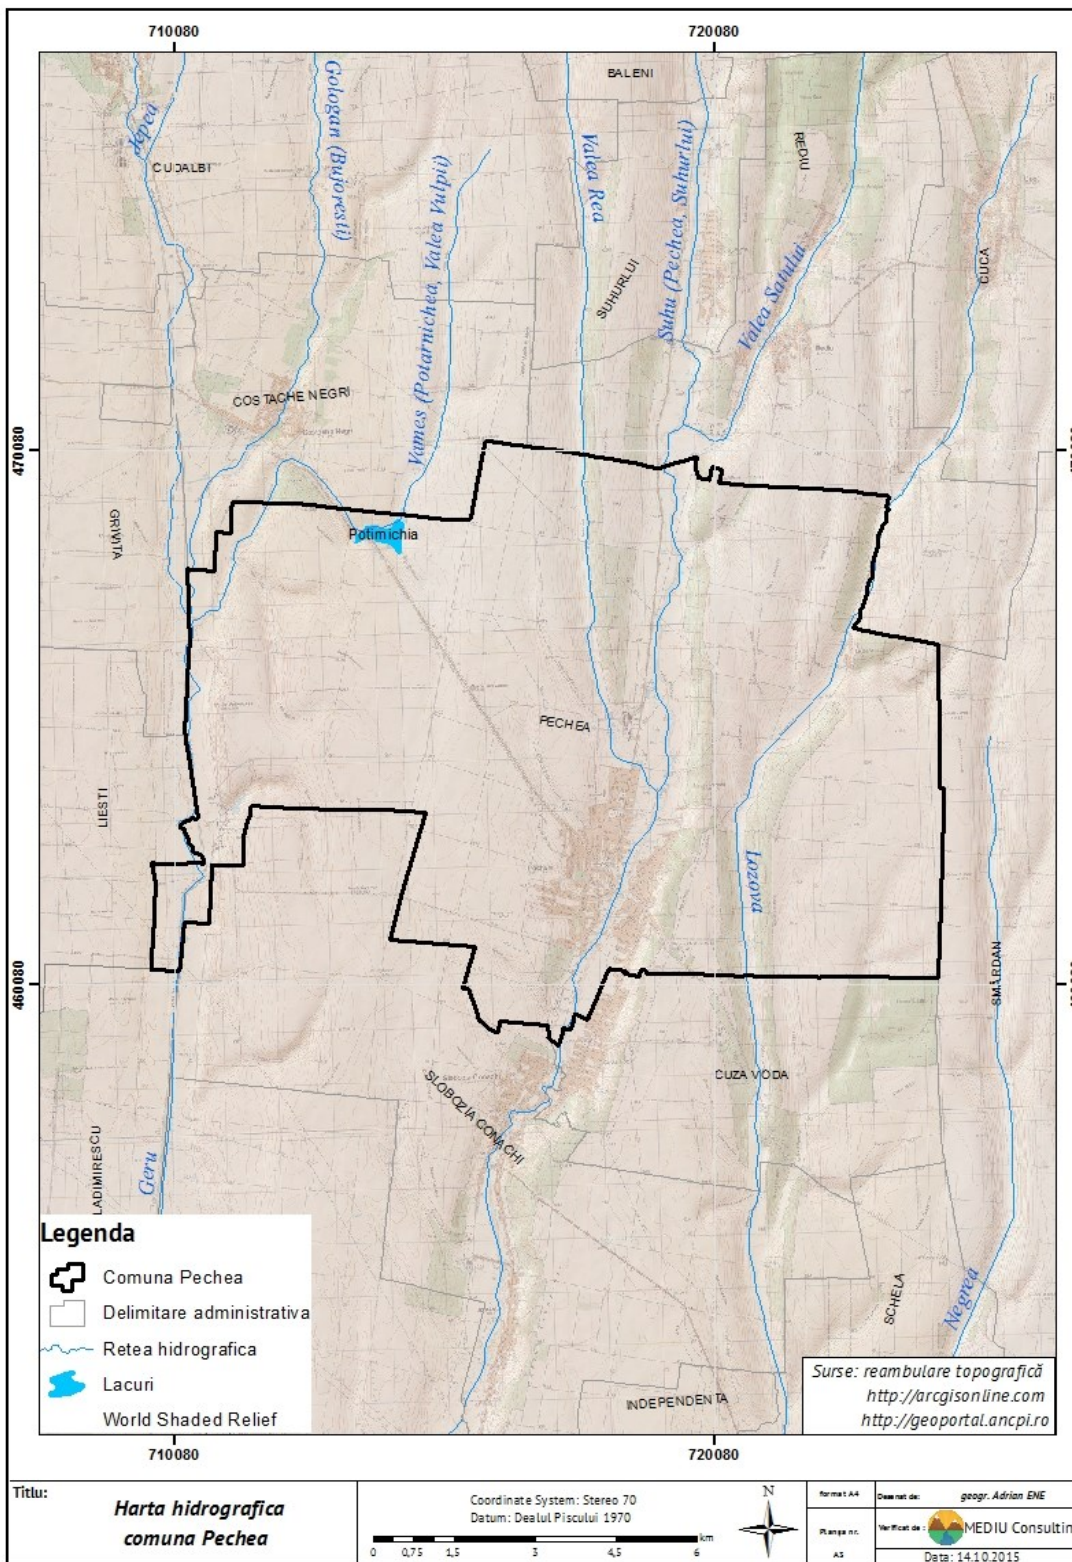 710080
720080
BALENI
Jepea
Gologan (Bujoresti)
CUDALBI
Vames (Potarnichea, Valea Vulpii)
Valea Rea
Suhu (Pechea, Suhurlui)
REDIU
SUHURLUI
Valea Satului
CUCA
COSTACHE NEGRI
470080
GRIVITA
Potirnichia
PECHEA
LIESTI
Lozova
460080
SMÂRDAN
CUZA VODA
SLOBOZIA CONACHI
LADIMIRESCU
Geru
Negrea
SCHELA
INDEPENDENTA
Legenda
Comuna Pechea
Delimitare administrativa
Retea hidrografica
Lacuri
World Shaded Relief
Surse: reambulare topografică
http://arcgisonline.com
http://geoportal.ancpi.ro
710080
720080
Titlu:
Harta hidrografica
comuna Pechea
Coordinate System: Stereo 70
Datum: Dealul Piscului 1970
km
0 0,75 1,5 3 4,5 6
N
format A4
Planșa nr.
A3
Desenat de: geogr. Adrian ENE
Verificat de: MEDIU Consultin
Data: 14.10.2015